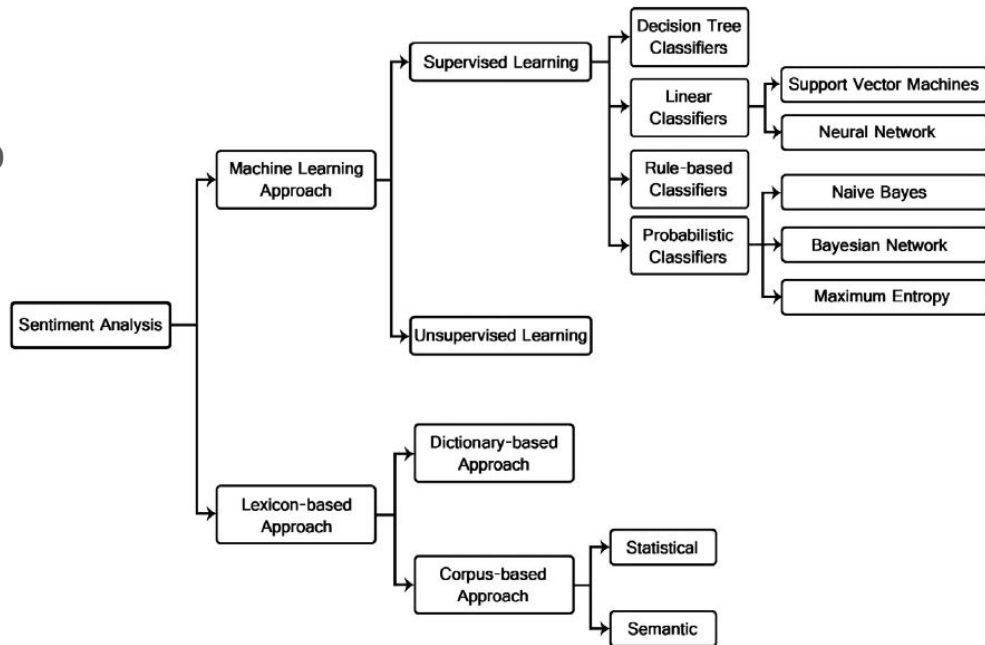 Sentiment Analysis
Machine Learning
Approach
Supervised Learning
Decision Tree
Classifiers
Linear
Classifiers
Support Vector Machines
Neural Network
Rule-based
Classifiers
Probabilistic
Classifiers
Naive Bayes
Bayesian Network
Maximum Entropy
Unsupervised Learning
Lexicon-based
Approach
Dictionary-based
Approach
Corpus-based
Approach
Statistical
Semantic